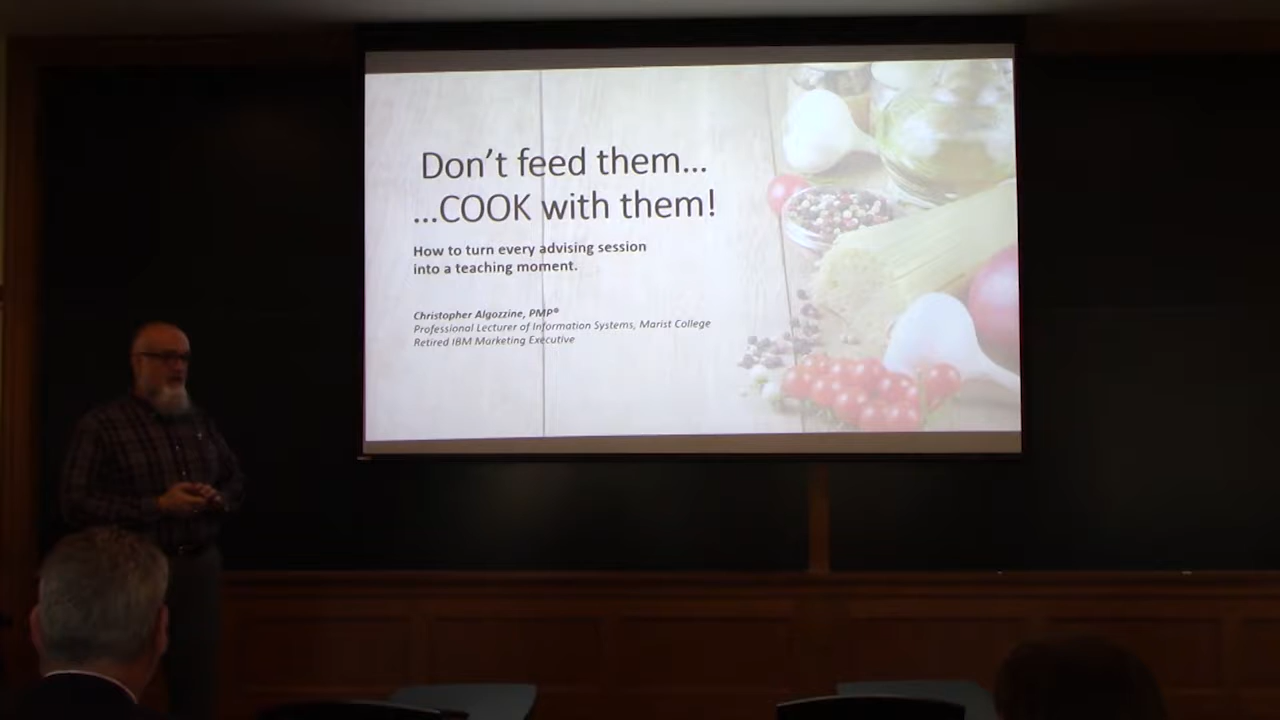 Don’t feed them...
...COOK with them!
How to turn every advising session
into a teaching moment.
Christopher Algozzine, PMP®
Professional Lecturer of Information Systems, Marist College
Retired IBM Marketing Executive